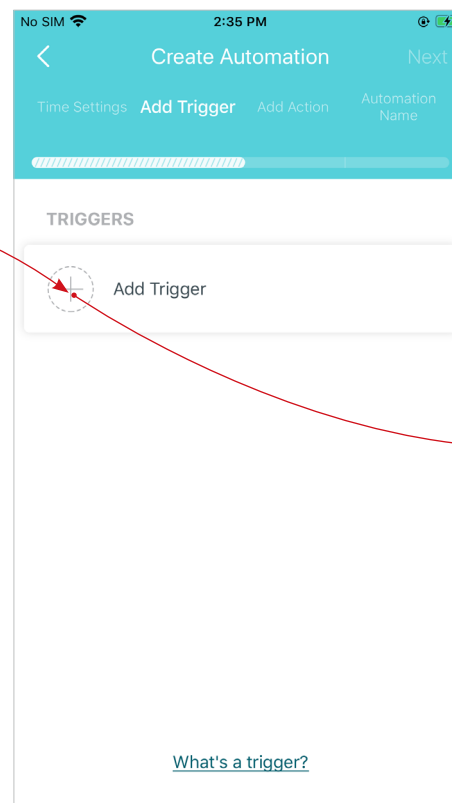 No SIM 2:35 PM
Create Automation Next
Time Settings Add Trigger Add Action Automation Name
TRIGGERS
Add Trigger
What's a trigger?